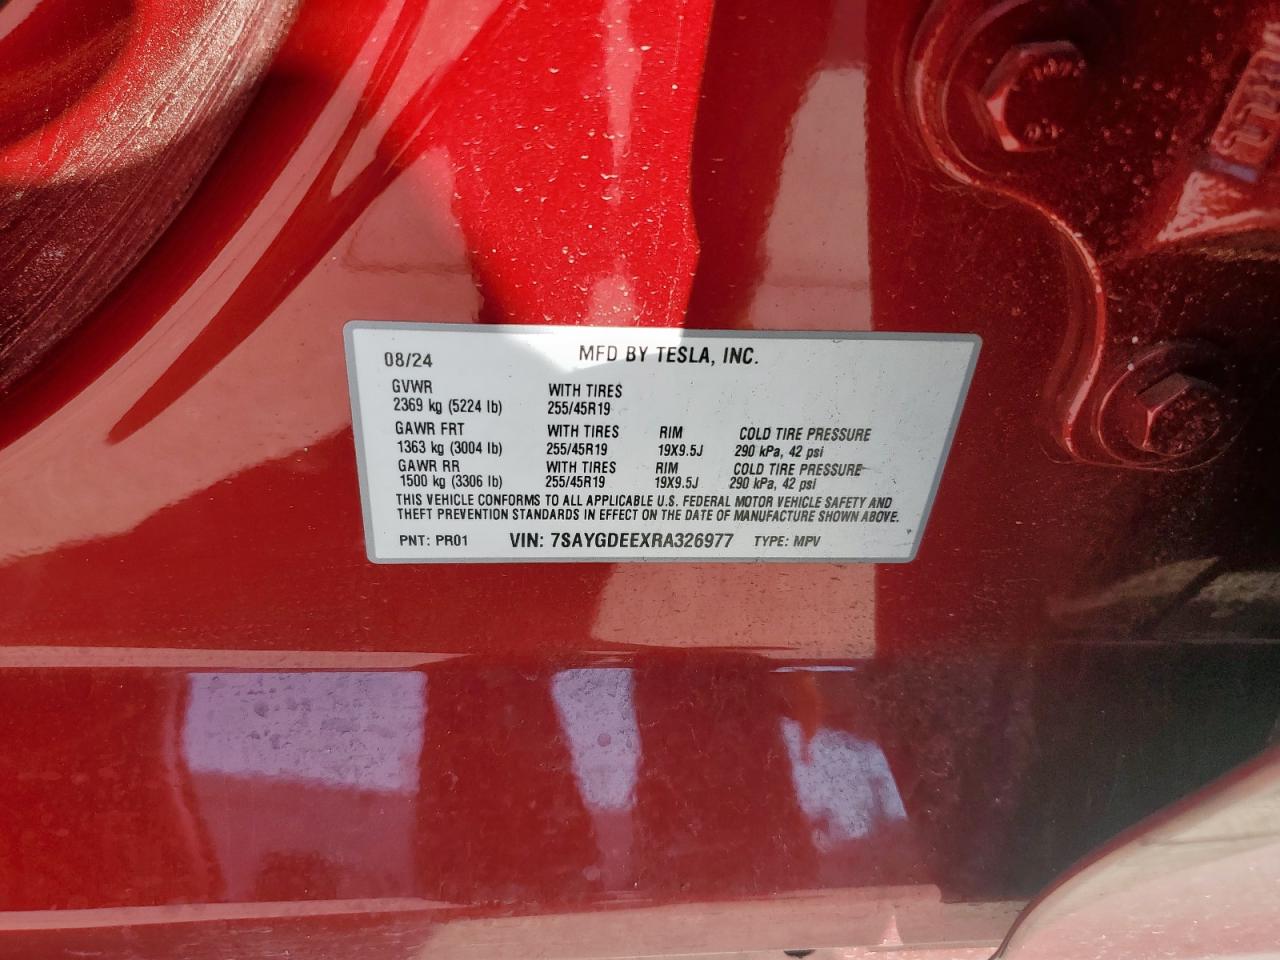 08/24 MFD BY TESLA, INC.
GVWR WITH TIRES
2369 kg (5224 lb) 255/45R19
GAWR FRT WITH TIRES RIM COLD TIRE PRESSURE
1363 kg (3004 lb) 255/45R19 19X9.5J 290 kPa, 42 psi
GAWR RR WITH TIRES RIM COLD TIRE PRESSURE
1500 kg (3306 lb) 255/45R19 19X9.5J 290 kPa, 42 psi
THIS VEHICLE CONFORMS TO ALL APPLICABLE U.S. FEDERAL MOTOR VEHICLE SAFETY AND
THEFT PREVENTION STANDARDS IN EFFECT ON THE DATE OF MANUFACTURE SHOWN ABOVE.
PNT: PR01 VIN: 7SAYGDEEXRA326977 TYPE: MPV